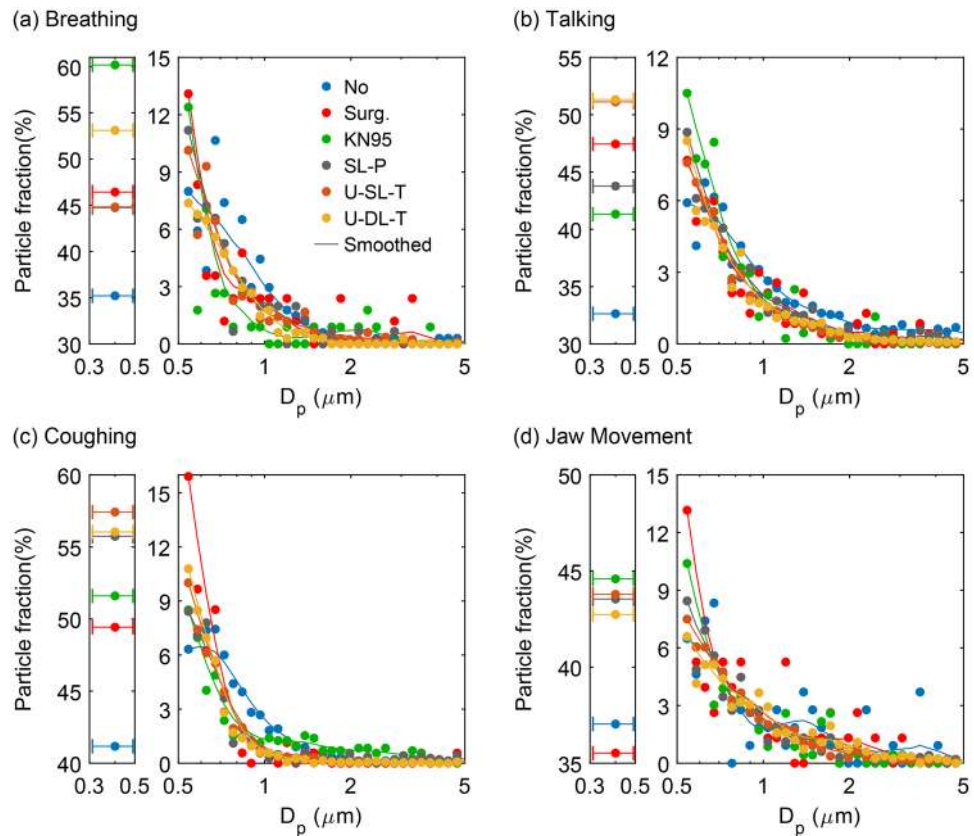 (a) Breathing
Particle fraction(%)
60
55
50
45
40
35
30
0.3 0.5
15
12
9
6
3
0
0.5 1 2 5
D_p (μm)
No
Surg.
KN95
SL-P
U-SL-T
U-DL-T
Smoothed
(b) Talking
Particle fraction(%)
55
50
45
40
35
30
0.3 0.5
12
9
6
3
0
0.5 1 2 5
D_p (μm)
(c) Coughing
Particle fraction(%)
60
55
50
45
40
0.3 0.5
15
12
9
6
3
0
0.5 1 2 5
D_p (μm)
(d) Jaw Movement
Particle fraction(%)
50
45
40
35
0.3 0.5
15
12
9
6
3
0
0.5 1 2 5
D_p (μm)